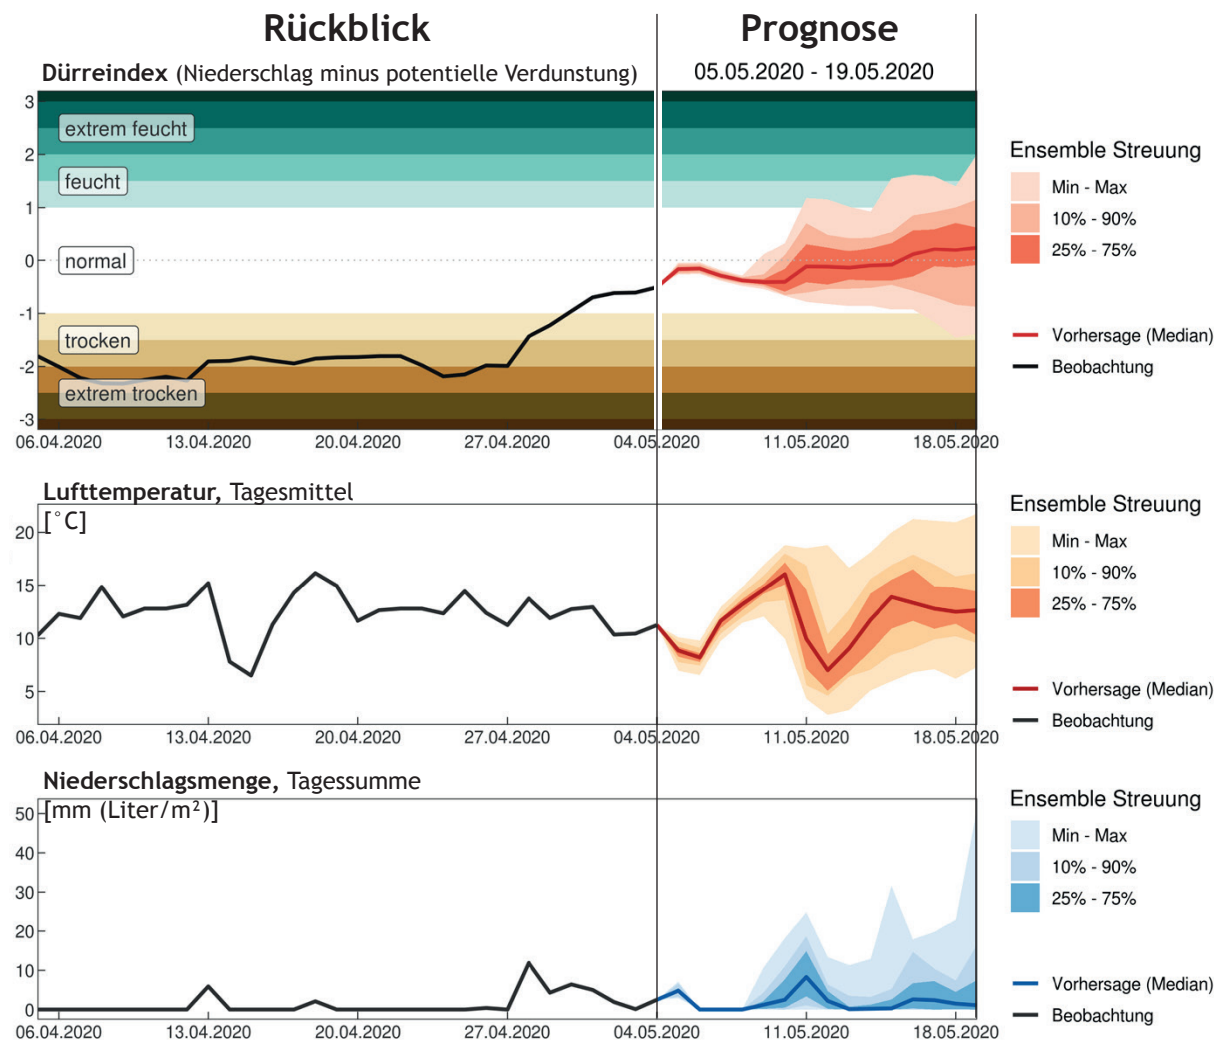 Rückblick
Prognose
Dürreindex (Niederschlag minus potentielle Verdunstung)
05.05.2020 - 19.05.2020
3
2
1
0
-1
-2
-3
extrem feucht
feucht
normal
trocken
extrem trocken
06.04.2020 13.04.2020 20.04.2020 27.04.2020 04.05.2020 11.05.2020 18.05.2020
Ensemble Streuung
Min - Max
10% - 90%
25% - 75%
Vorhersage (Median)
Beobachtung
Lufttemperatur, Tagesmittel
[°C]
20
15
10
5
06.04.2020 13.04.2020 20.04.2020 27.04.2020 04.05.2020 11.05.2020 18.05.2020
Ensemble Streuung
Min - Max
10% - 90%
25% - 75%
Vorhersage (Median)
Beobachtung
Niederschlagsmenge, Tagessumme
[mm (Liter/m²)]
50
40
30
20
10
0
06.04.2020 13.04.2020 20.04.2020 27.04.2020 04.05.2020 11.05.2020 18.05.2020
Ensemble Streuung
Min - Max
10% - 90%
25% - 75%
Vorhersage (Median)
Beobachtung